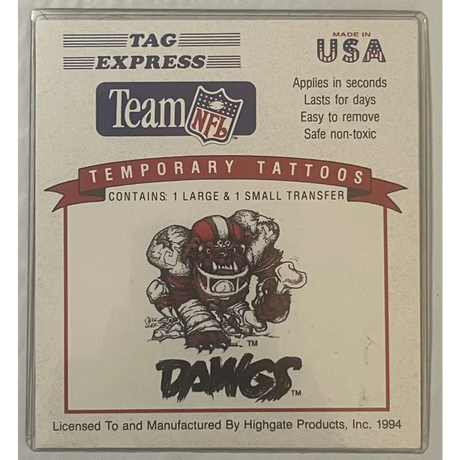 TAG
EXPRESS
MADE IN
USA
Team NFL
Applies in seconds
Lasts for days
Easy to remove
Safe non-toxic
TEMPORARY TATTOOS
CONTAINS: 1 LARGE & 1 SMALL TRANSFER
TM
DAWGS TM
Licensed To and Manufactured By Highgate Products, Inc. 1994